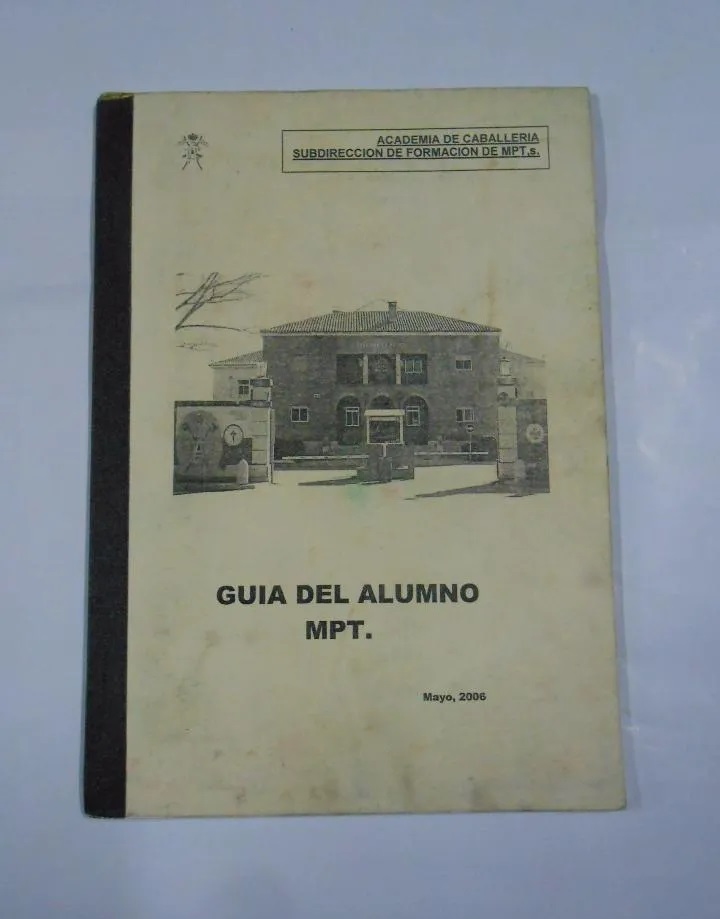 ACADEMIA DE CABALLERIA
SUBDIRECCION DE FORMACION DE MPT,s.
GUIA DEL ALUMNO
MPT.
Mayo, 2006